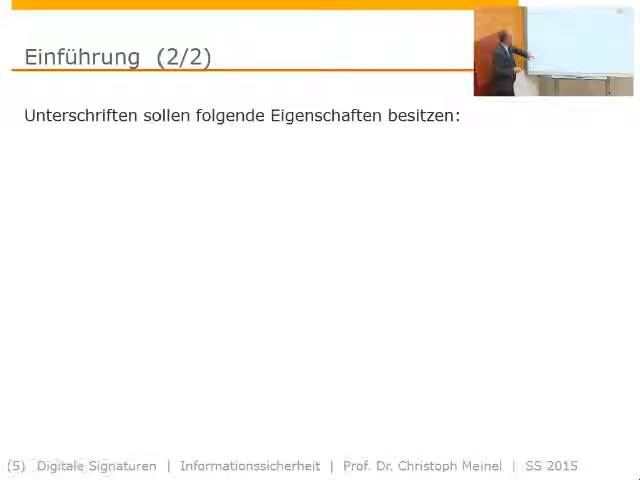 Einführung (2/2)
Unterschriften sollen folgende Eigenschaften besitzen:
(5) Digitale Signaturen | Informationssicherheit | Prof. Dr. Christoph Meinel | SS 2015